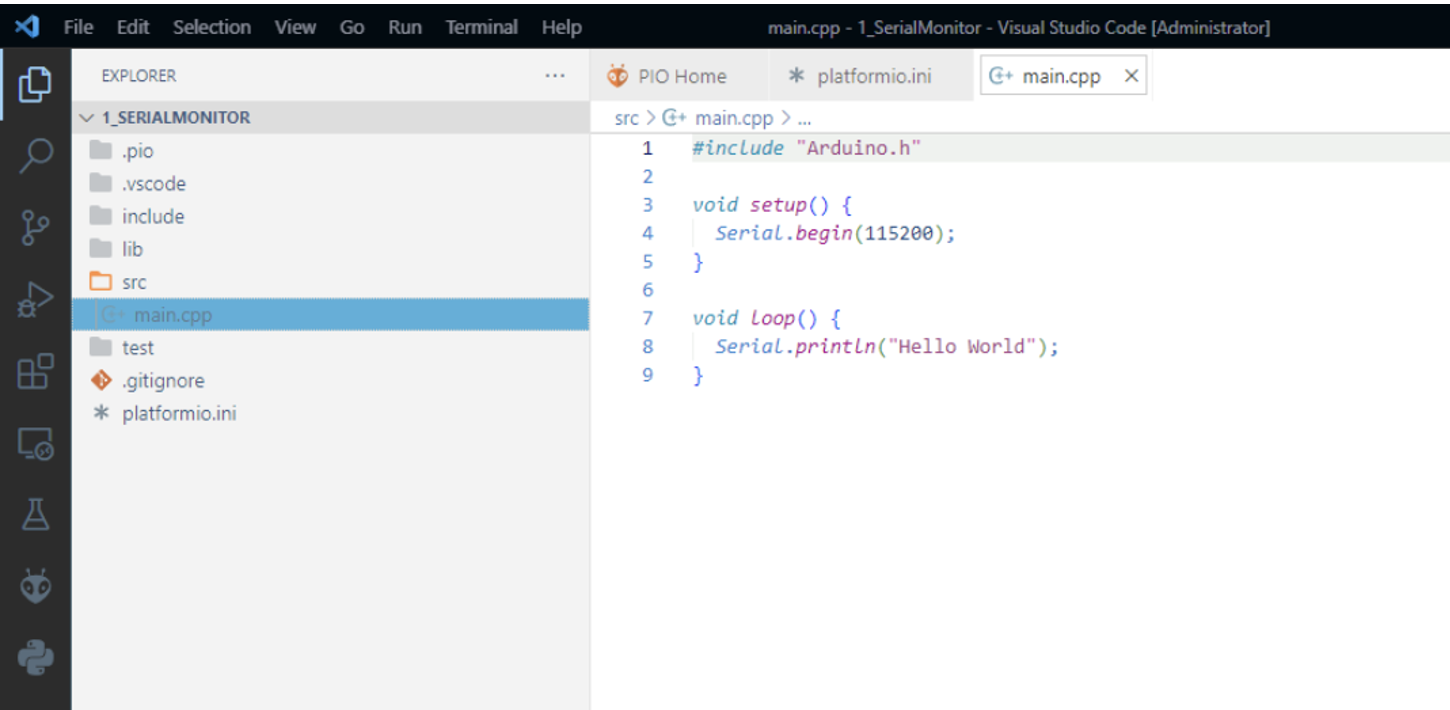 File Edit Selection View Go Run Terminal Help
main.cpp - 1_SerialMonitor - Visual Studio Code [Administrator]
EXPLORER ...
1_SERIALMONITOR
.pio
.vscode
include
lib
src
main.cpp
test
.gitignore
platformio.ini
PIO Home
platformio.ini
main.cpp
src > main.cpp > ...
1 #include "Arduino.h"
2
3 void setup() {
4   Serial.begin(115200);
5 }
6
7 void loop() {
8   Serial.println("Hello World");
9 }